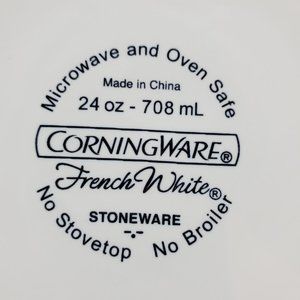 Microwave and Oven Safe
Made in China
24 oz - 708 mL
CORNINGWARE®
French White®
STONEWARE
No Stovetop No Broiler